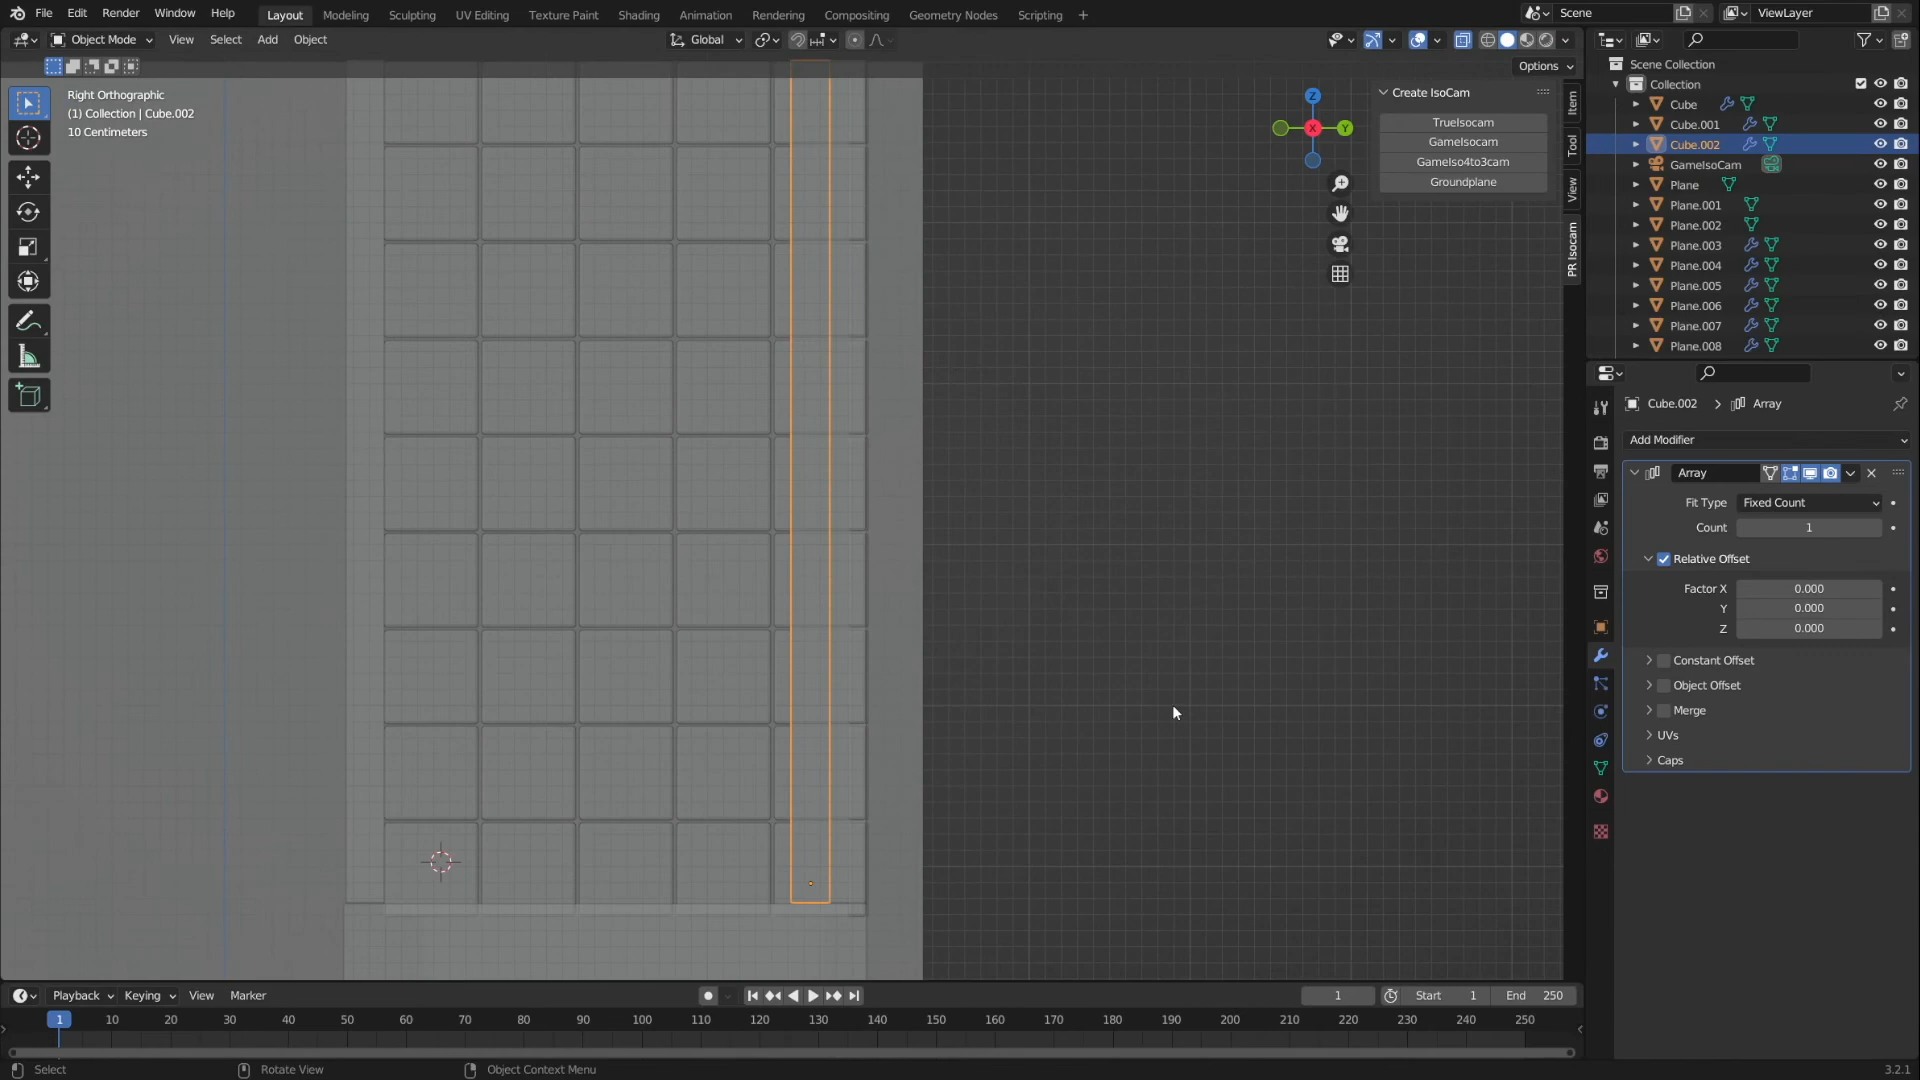 File Edit Render Window Help Layout Modeling Sculpting UV Editing Texture Paint Shading Animation Rendering Compositing Geometry Nodes Scripting Scene ViewLayer
Object Mode View Select Add Object Global
Options
Right Orthographic
(1) Collection | Cube.002
10 Centimeters
Create IsoCam
TrueIsocam
GameIsocam
GameIso4to3cam
Groundplane
Z
X
Y
Item
Tool
View
PR Isocam
Scene Collection
Collection
Cube
Cube.001
Cube.002
GameIsoCam
Plane
Plane.001
Plane.002
Plane.003
Plane.004
Plane.005
Plane.006
Plane.007
Plane.008
Cube.002 Array
Add Modifier
Array
Fit Type Fixed Count
Count 1
Relative Offset
Factor X 0.000
Y 0.000
Z 0.000
Constant Offset
Object Offset
Merge
UVs
Caps
Playback Keying View Marker 1 Start 1 End 250
1 10 20 30 40 50 60 70 80 90 100 110 120 130 140 150 160 170 180 190 200 210 220 230 240 250
Select Rotate View Object Context Menu 3.2.1